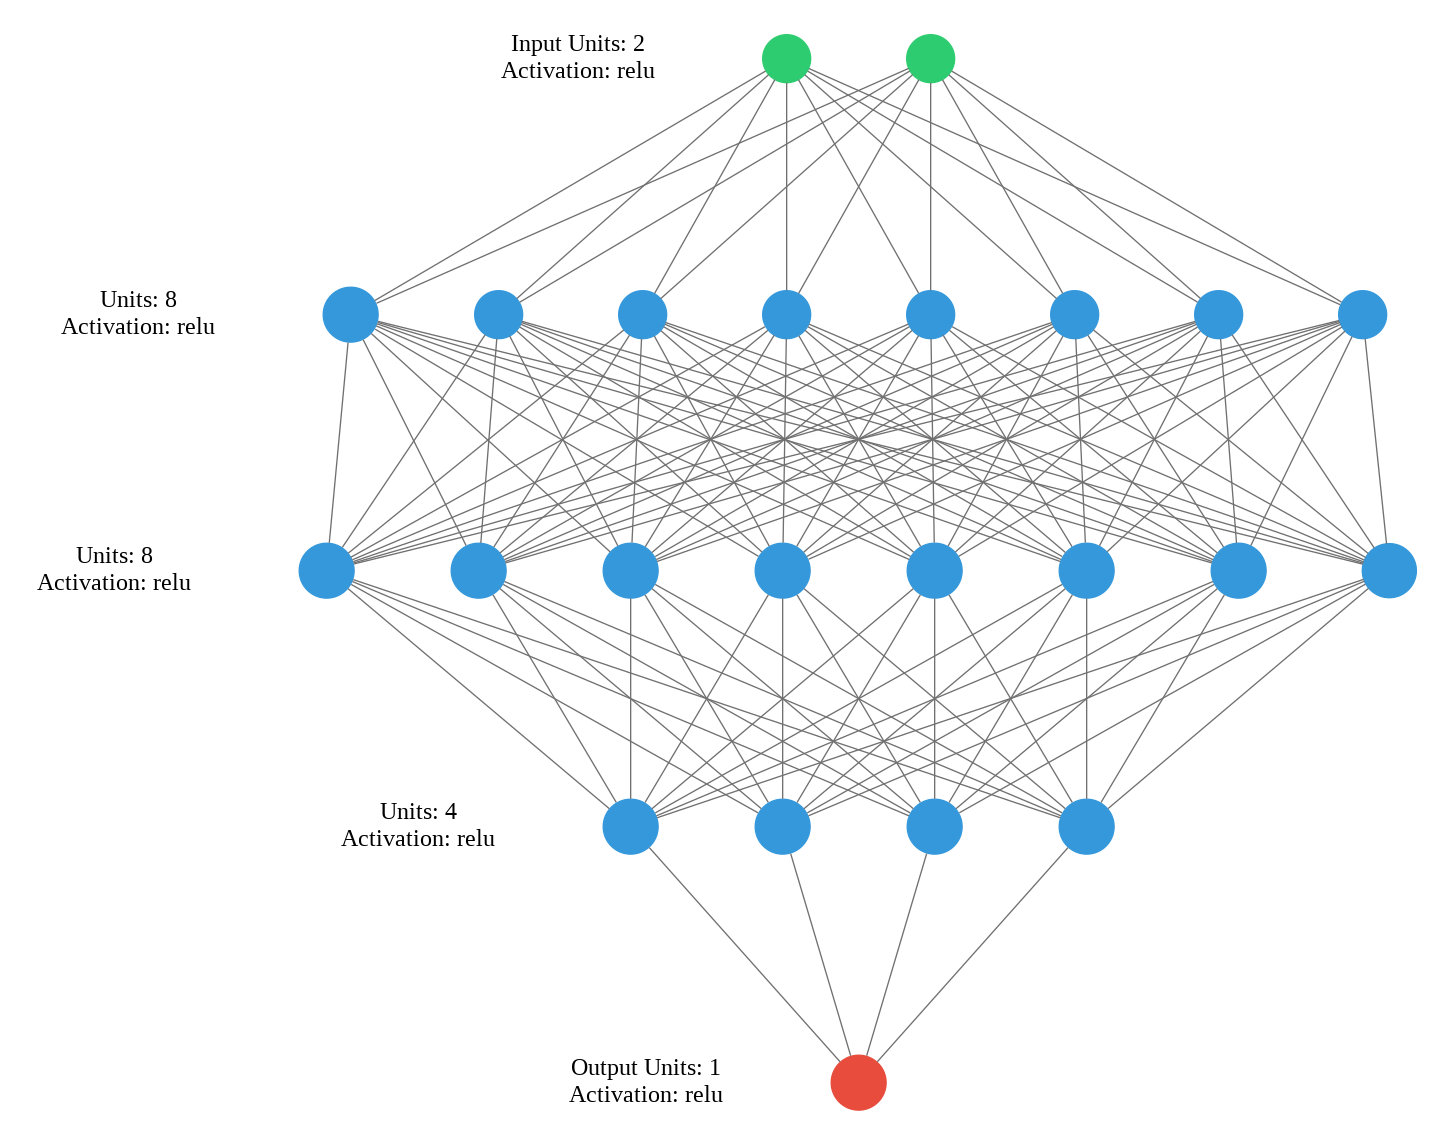 Input Units: 2
Activation: relu
Units: 8
Activation: relu
Units: 8
Activation: relu
Units: 4
Activation: relu
Output Units: 1
Activation: relu